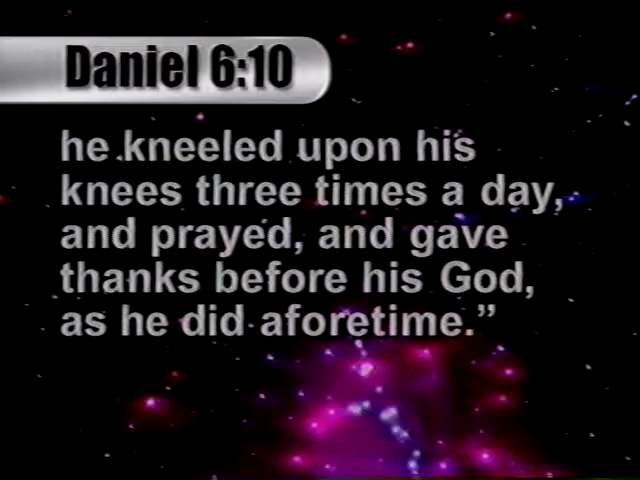 Daniel 6:10
he kneeled upon his
knees three times a day,
and prayed, and gave
thanks before his God,
as he did aforetime.”